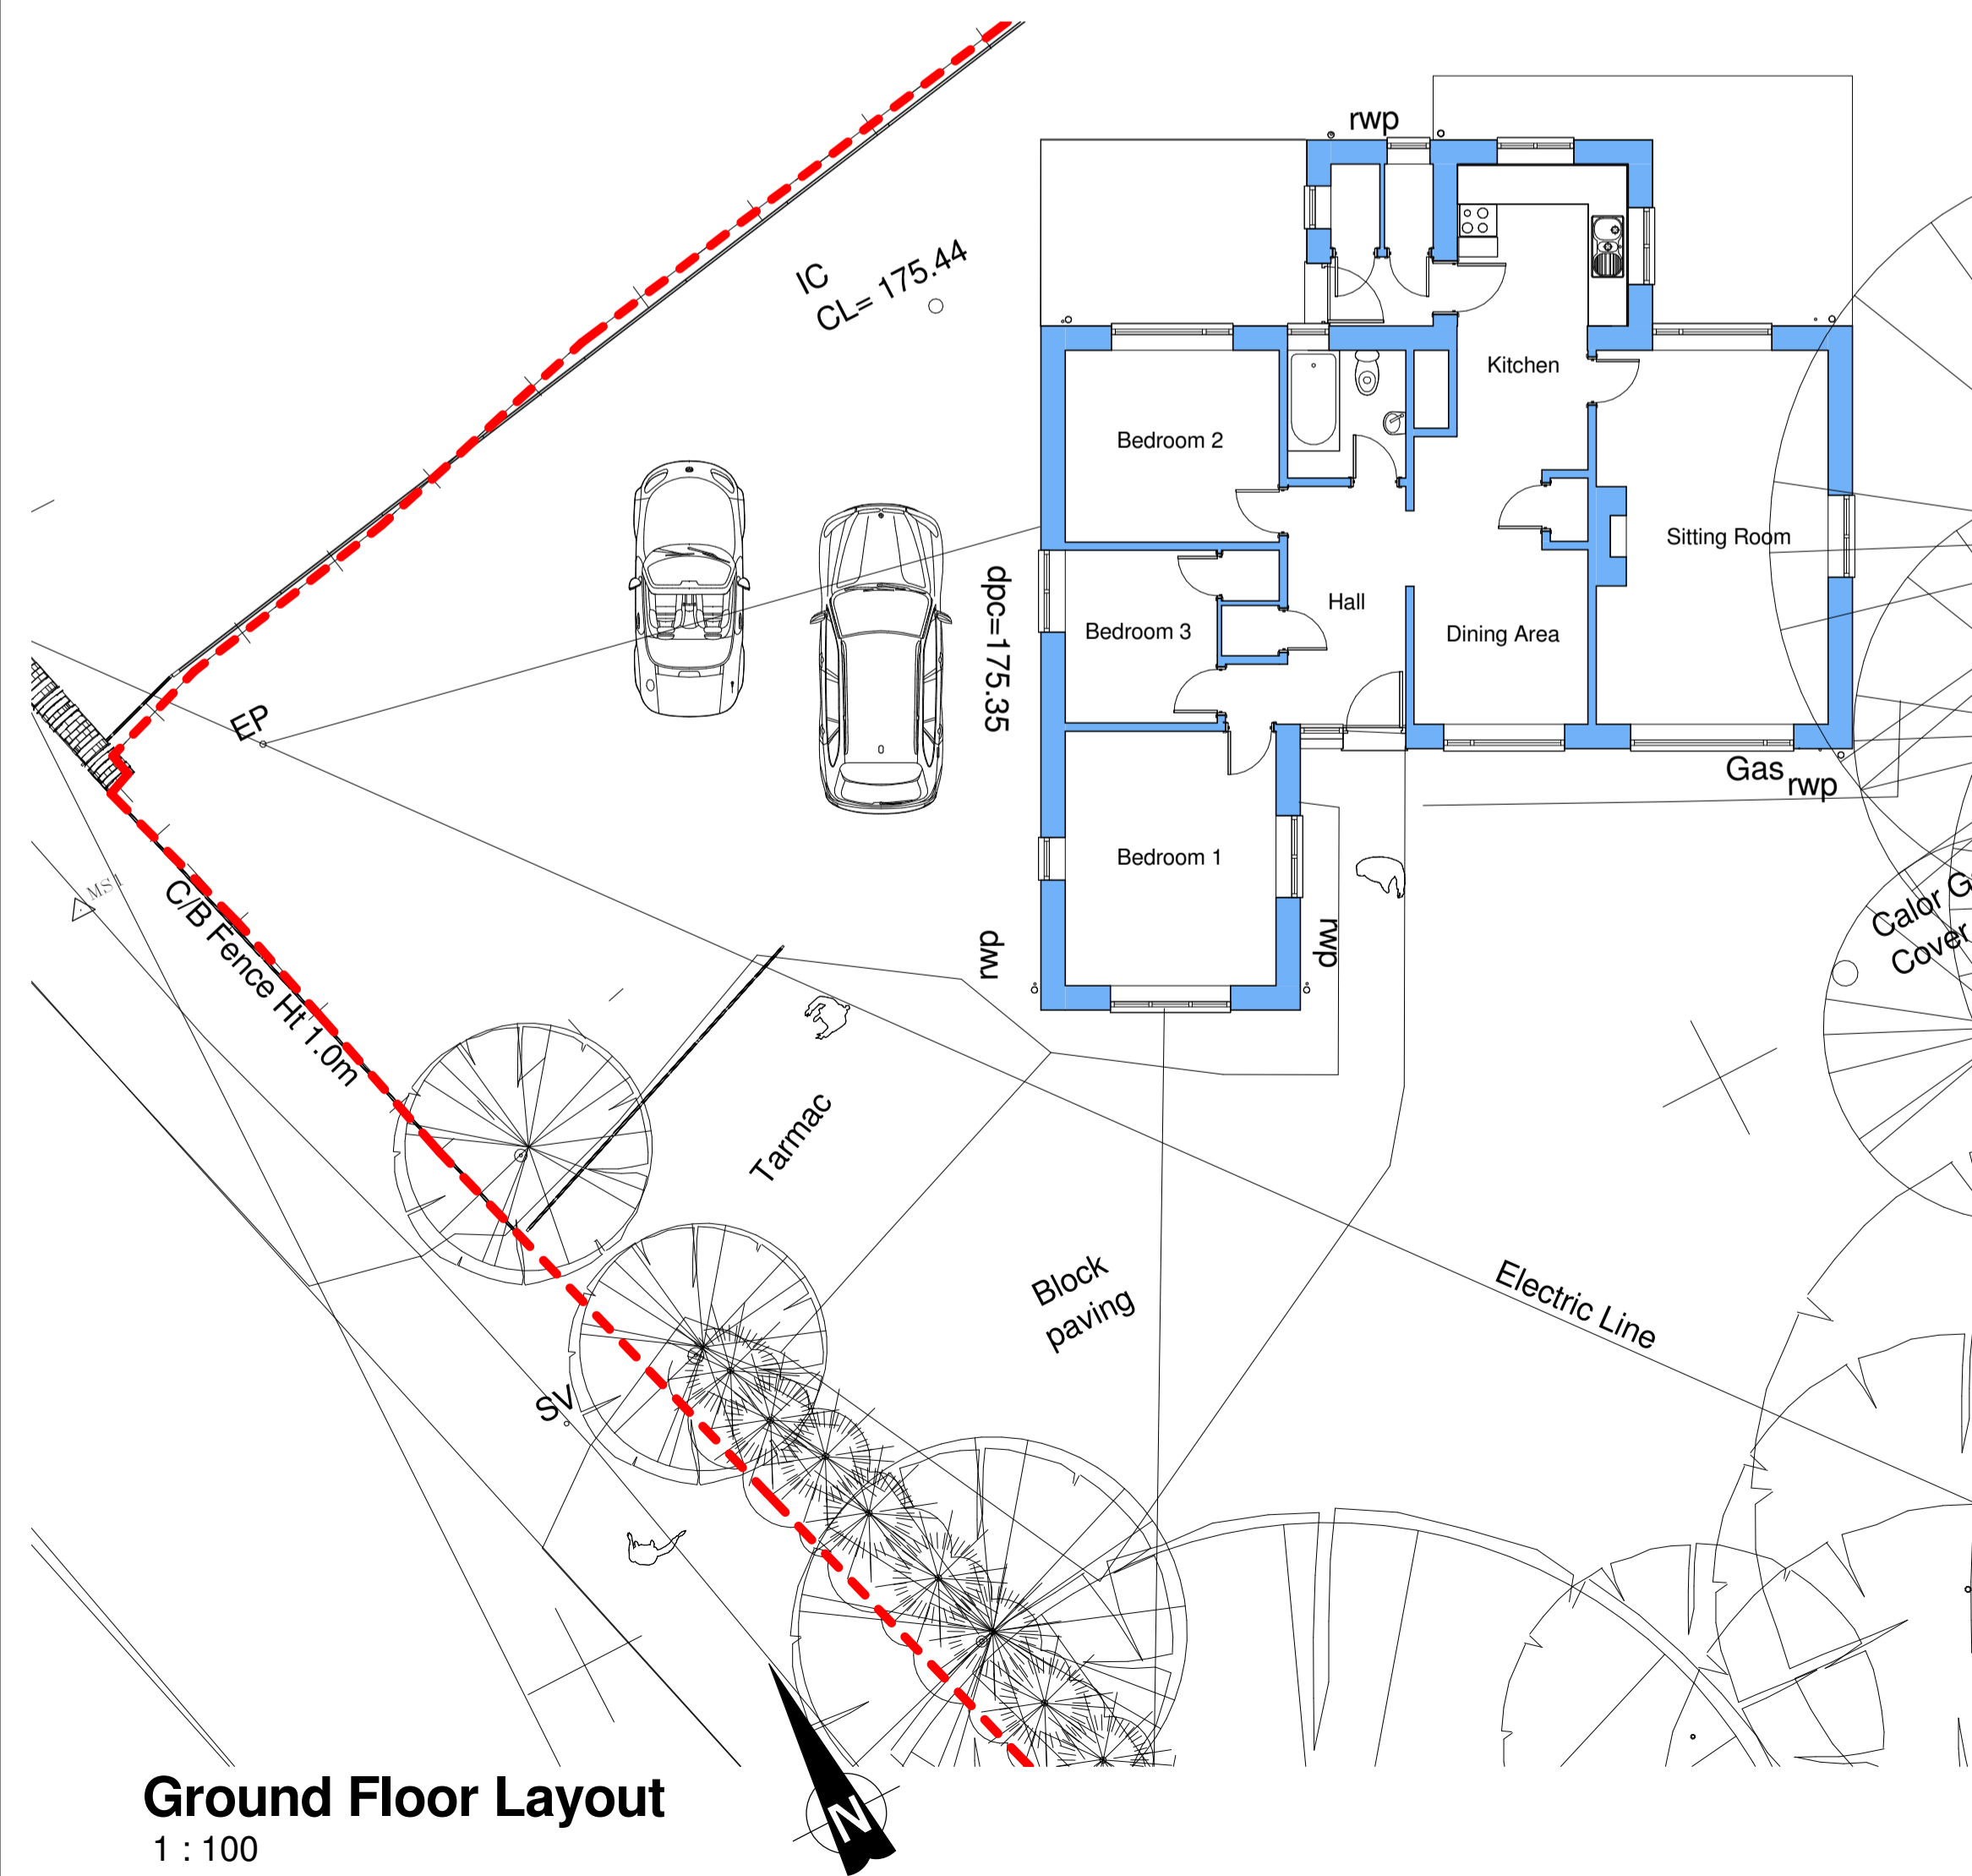 rwp
IC
CL= 175.44
Kitchen
Bedroom 2
Sitting Room
dpc=175.35
Hall
Bedroom 3
Dining Area
EP
Gas
rwp
Bedroom 1
MS1
C/B Fence Ht 1.0m
Calor G
Cover
rwp
dwu
Tarmac
Block
paving
Electric Line
SV
N
Ground Floor Layout
1 : 100